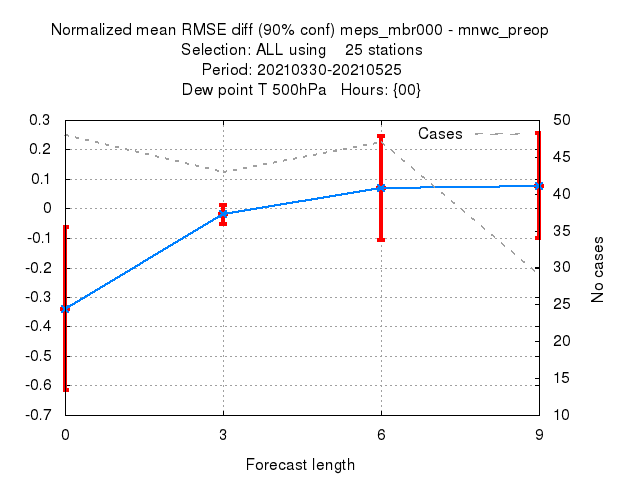 Normalized mean RMSE diff (90% conf) meps_mbr000 - mnwc_preop
Selection: ALL using    25 stations
Period: 20210330-20210525
Dew point T 500hPa   Hours: {00}
Cases
0.3
0.2
0.1
0
-0.1
-0.2
-0.3
-0.4
-0.5
-0.6
-0.7
50
45
40
35
30
25
20
15
10
No cases
0 3 6 9
Forecast length